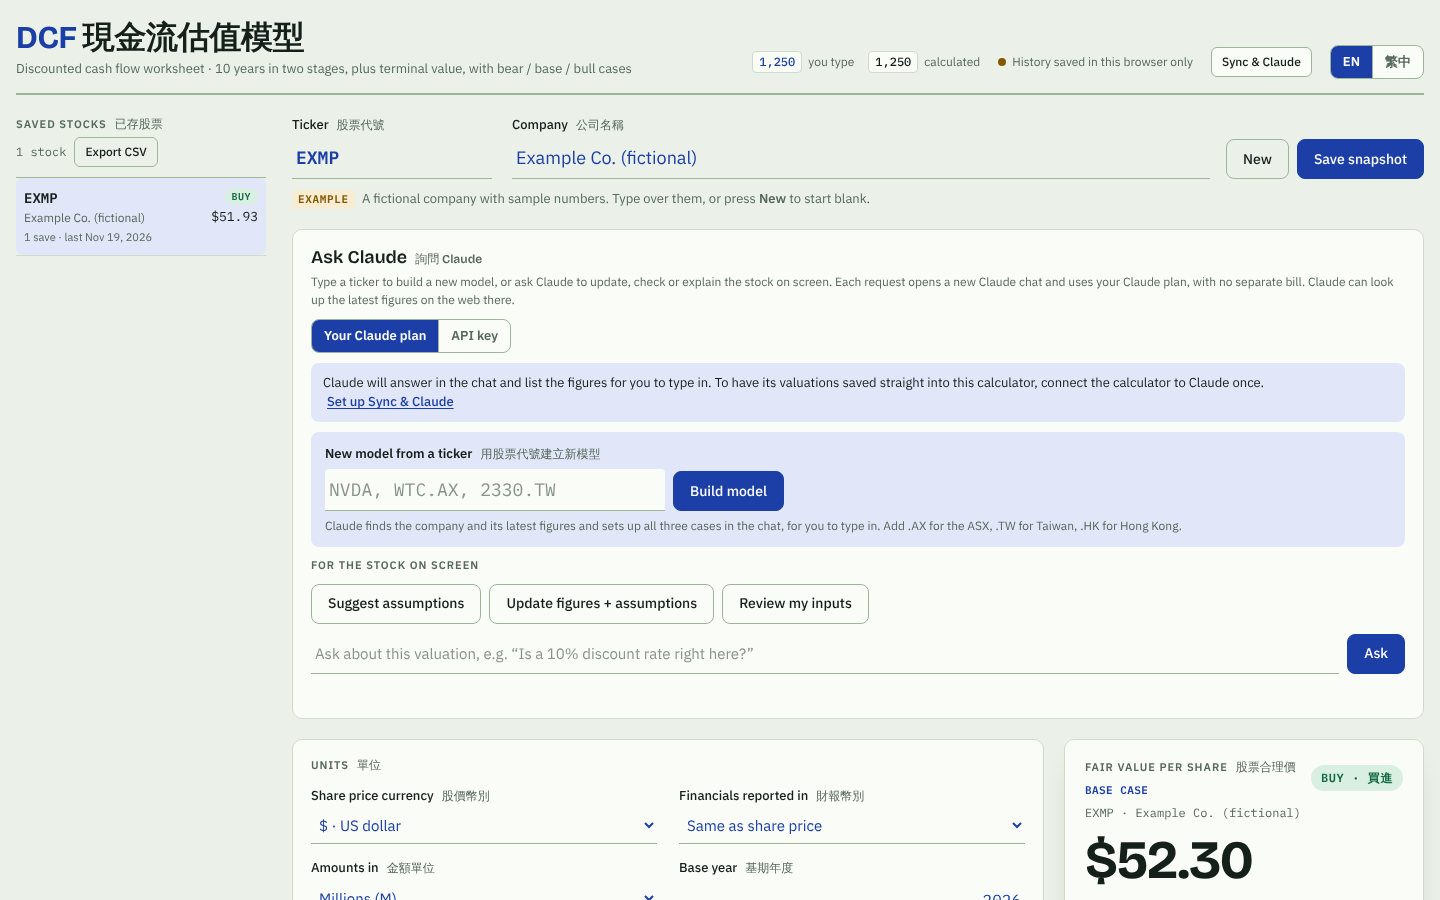 DCF 現金流估值模型
Discounted cash flow worksheet · 10 years in two stages, plus terminal value, with bear / base / bull cases
1,250 you type 1,250 calculated History saved in this browser only Sync & Claude EN 繁中
SAVED STOCKS 已存股票
1 stock Export CSV
EXMP BUY
Example Co. (fictional) $51.93
1 save · last Nov 19, 2026
Ticker 股票代號 Company 公司名稱
EXMP Example Co. (fictional) New Save snapshot
EXAMPLE A fictional company with sample numbers. Type over them, or press New to start blank.
Ask Claude 詢問 Claude
Type a ticker to build a new model, or ask Claude to update, check or explain the stock on screen. Each request opens a new Claude chat and uses your Claude plan, with no separate bill. Claude can look
up the latest figures on the web there.
Your Claude plan API key
Claude will answer in the chat and list the figures for you to type in. To have its valuations saved straight into this calculator, connect the calculator to Claude once.
Set up Sync & Claude
New model from a ticker 用股票代號建立新模型
NVDA, WTC.AX, 2330.TW Build model
Claude finds the company and its latest figures and sets up all three cases in the chat, for you to type in. Add .AX for the ASX, .TW for Taiwan, .HK for Hong Kong.
FOR THE STOCK ON SCREEN
Suggest assumptions Update figures + assumptions Review my inputs
Ask about this valuation, e.g. “Is a 10% discount rate right here?” Ask
UNITS 單位
Share price currency 股價幣別 Financials reported in 財報幣別
$ · US dollar Same as share price
Amounts in 金額單位 Base year 基期年度
Millions (M) 2026
FAIR VALUE PER SHARE 股票合理價 BUY · 買進
BASE CASE
EXMP · Example Co. (fictional)
$52.30